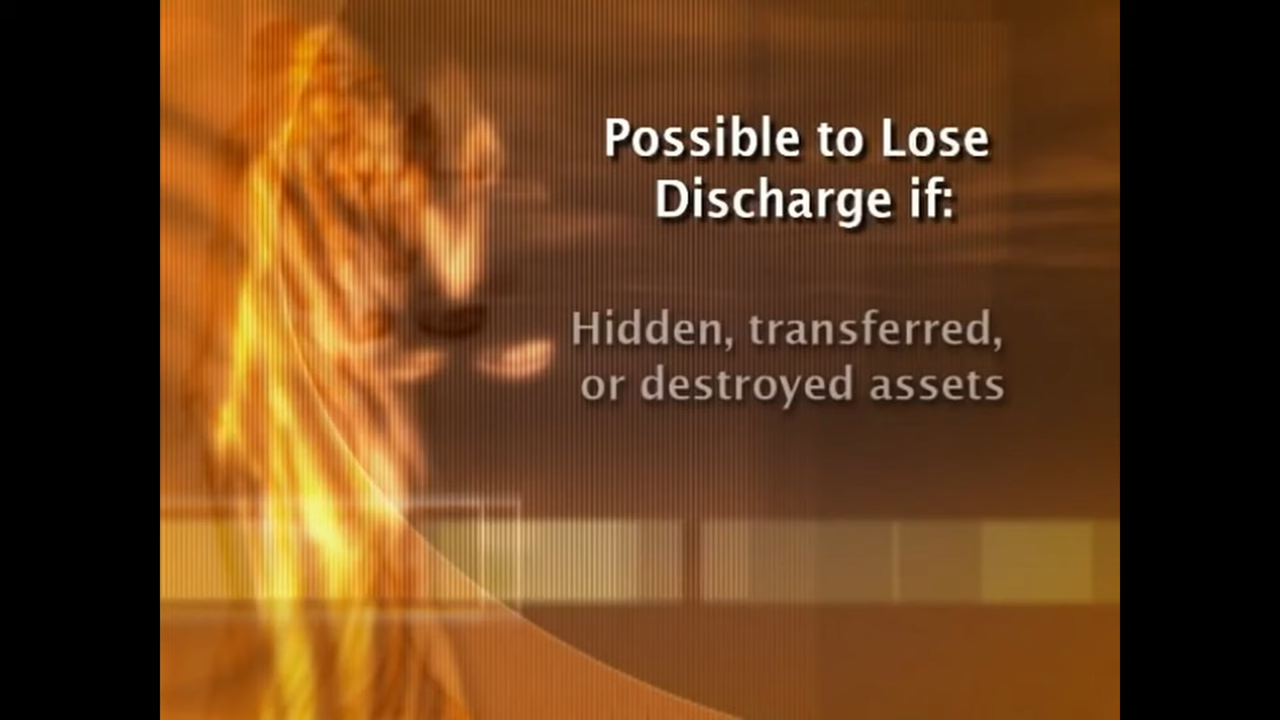 Possible to Lose
Discharge if:
Hidden, transferred,
or destroyed assets